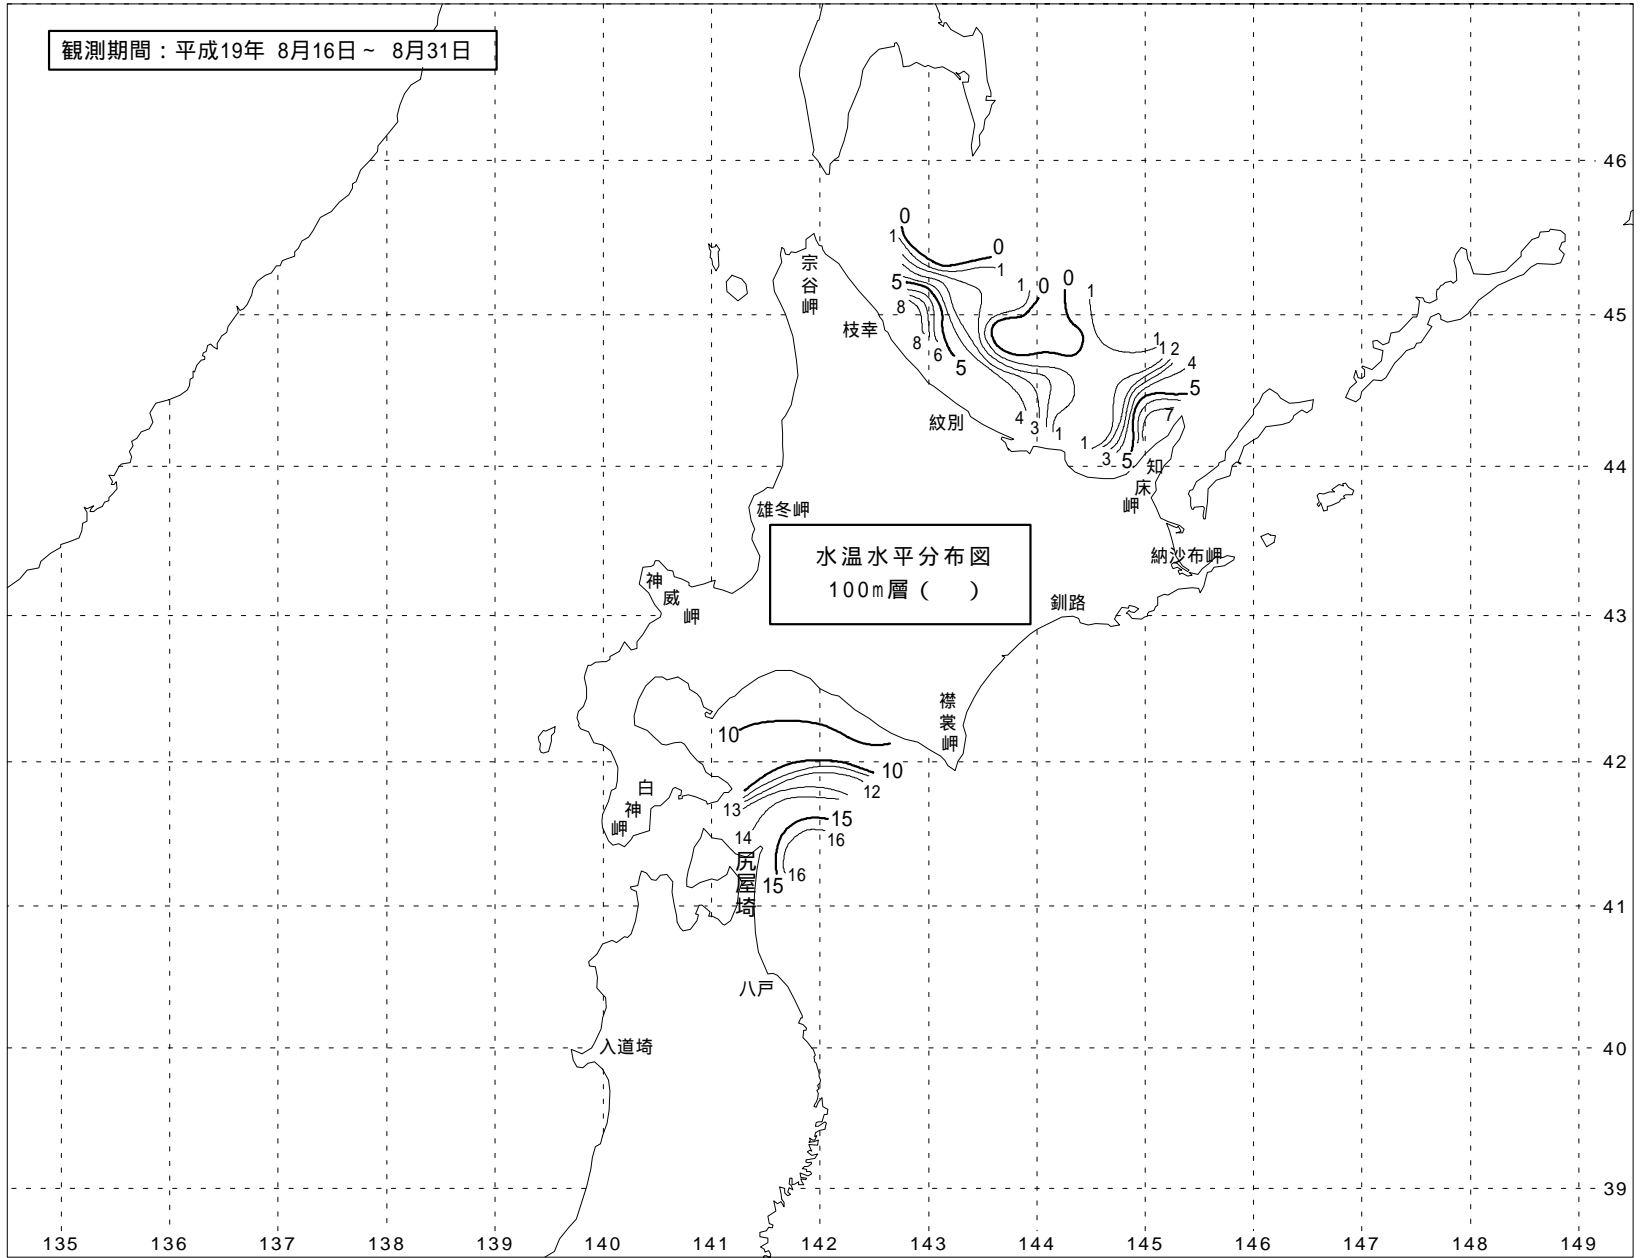 観測期間：平成19年 8月16日～ 8月31日
46
0
1
0
1
宗谷岬
5
1
0
0
1
8
45
枝幸
8
6
5
1
1
2
4
5
7
4
3
1
紋別
1
3
5
44
知床岬
雄冬岬
水温水平分布図
100m層（　）
納沙布岬
神威岬
釧路
43
襟裳岬
10
42
10
12
白神岬
13
15
14
16
尻屋埼
16
15
41
八戸
入道埼
40
39
135 136 137 138 139 140 141 142 143 144 145 146 147 148 149